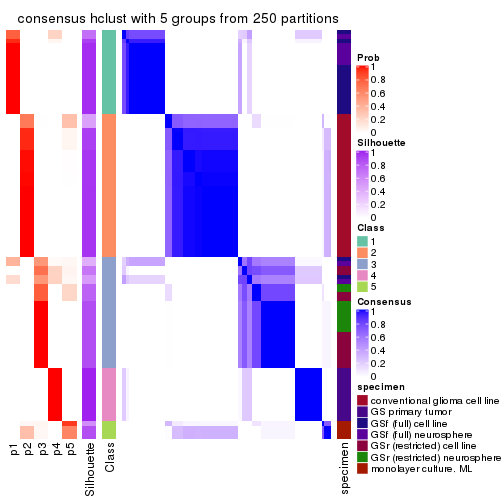 consensus hclust with 5 groups from 250 partitions
Prob
1
0.8
0.6
0.4
0.2
0
Silhouette
1
0.8
0.6
0.4
0.2
0
Class
1
2
3
4
5
Consensus
1
0.8
0.6
0.4
0.2
0
specimen
conventional glioma cell line
GS primary tumor
GSf (full) cell line
GSf (full) neurosphere
GSr (restricted) cell line
GSr (restricted) neurosphere
monolayer culture. ML
p1
p2
p3
p4
p5
Silhouette
Class
specimen